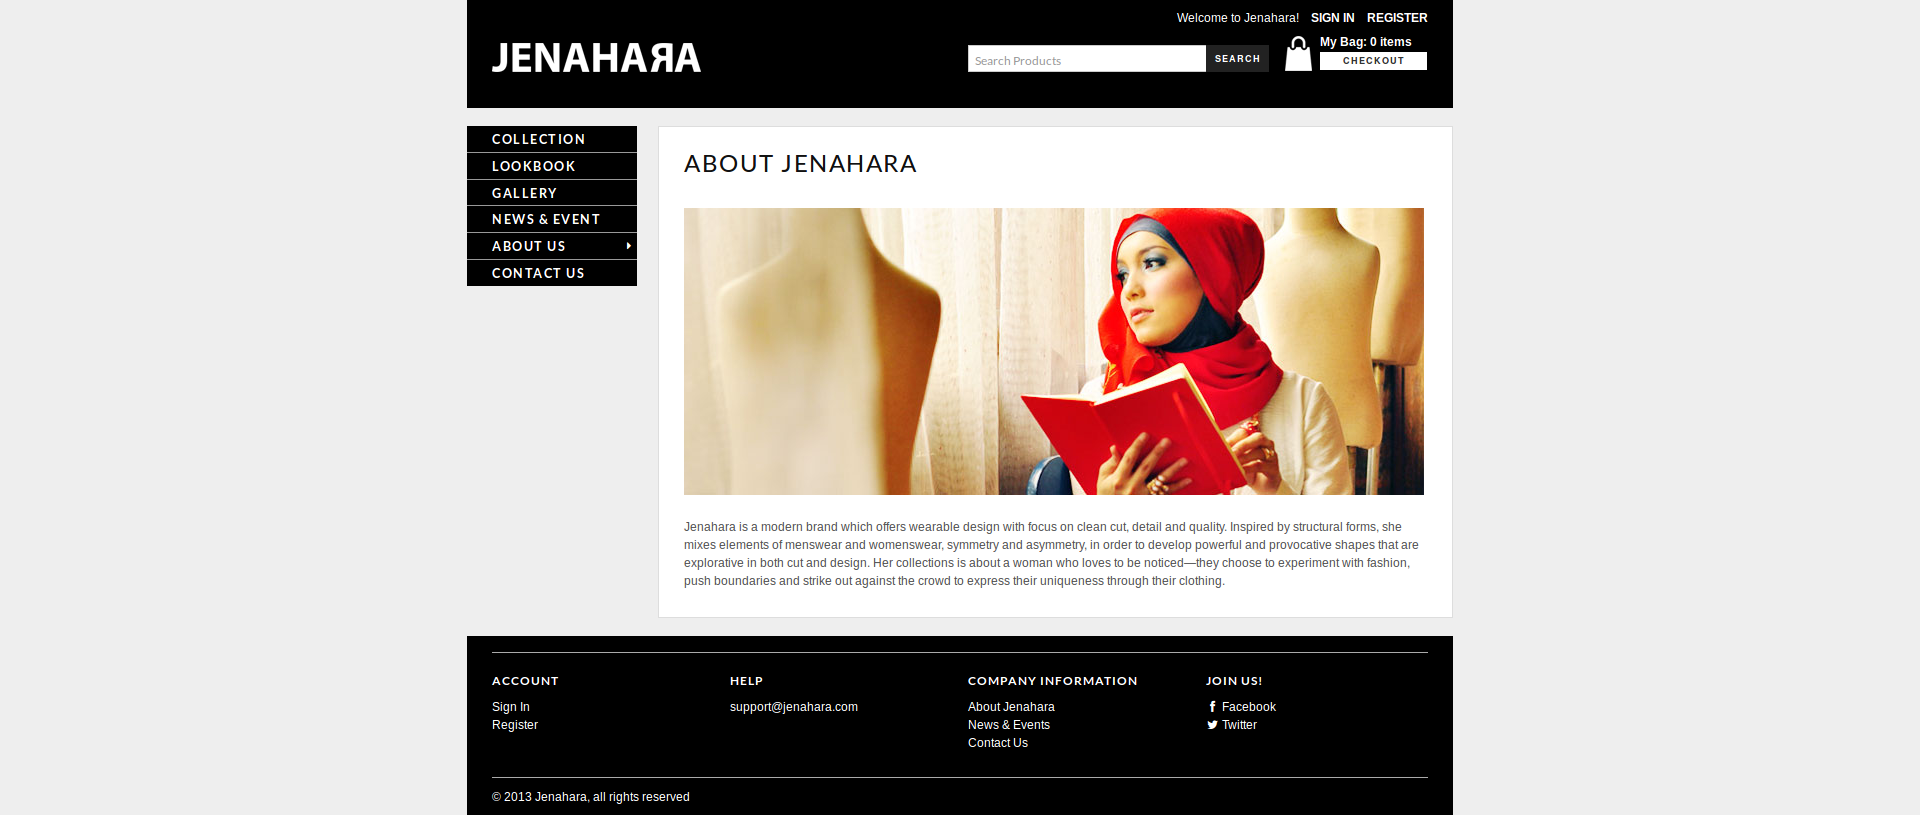 Welcome to Jenahara! SIGN IN REGISTER
JENAHARA
Search Products
SEARCH
My Bag: 0 items
CHECKOUT
COLLECTION
LOOKBOOK
GALLERY
NEWS & EVENT
ABOUT US
CONTACT US
ABOUT JENAHARA
Jenahara is a modern brand which offers wearable design with focus on clean cut, detail and quality. Inspired by structural forms, she
mixes elements of menswear and womenswear, symmetry and asymmetry, in order to develop powerful and provocative shapes that are
explorative in both cut and design. Her collections is about a woman who loves to be noticed—they choose to experiment with fashion,
push boundaries and strike out against the crowd to express their uniqueness through their clothing.
ACCOUNT
Sign In
Register
HELP
support@jenahara.com
COMPANY INFORMATION
About Jenahara
News & Events
Contact Us
JOIN US!
Facebook
Twitter
© 2013 Jenahara, all rights reserved